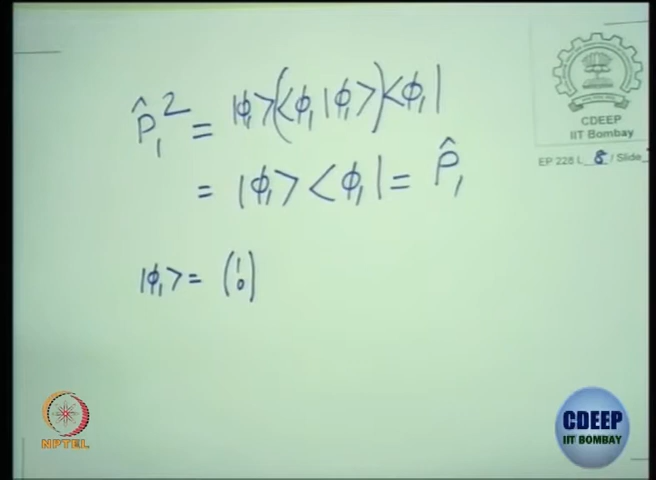 P̂₁² = |ϕ₁>(<ϕ₁|ϕ₁>)<ϕ₁|
= |ϕ₁> <ϕ₁| = P̂₁
|ϕ₁> = (1 0)
CDEEP
IIT Bombay
EP 228 L 8 / Slide
NPTEL
CDEEP
IIT BOMBAY